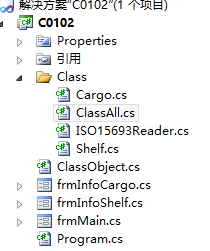 解决方案"C0102"(1 个项目)
C0102
Properties
引用
Class
Cargo.cs
ClassAll.cs
ISO15693Reader.cs
Shelf.cs
ClassObject.cs
frmInfoCargo.cs
frmInfoShelf.cs
frmMain.cs
Program.cs